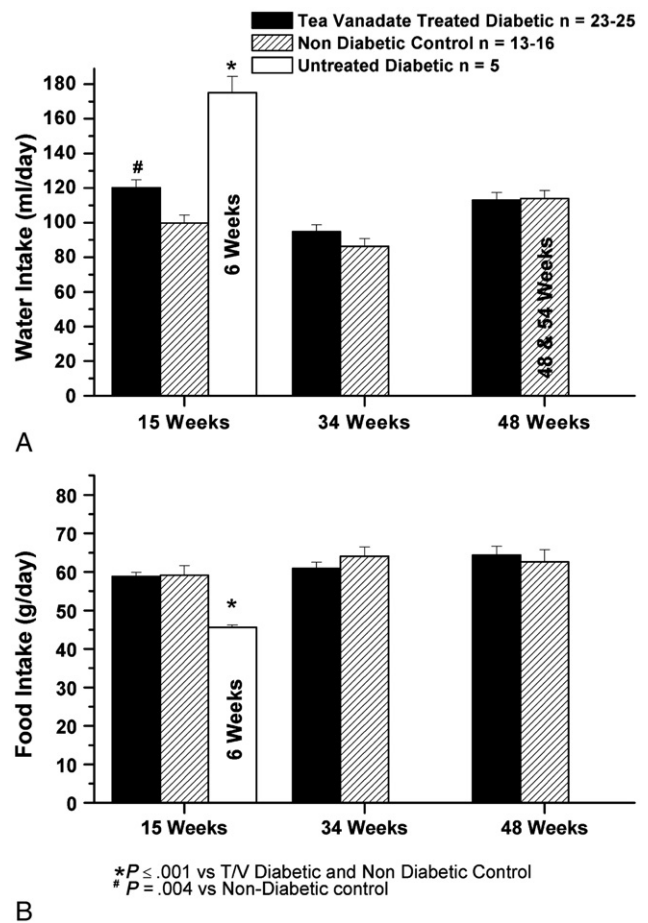 Tea Vanadate Treated Diabetic n = 23-25
Non Diabetic Control n = 13-16
Untreated Diabetic n = 5
Water Intake (ml/day)
180
160
140
120
100
80
60
40
20
0
#
*
6 Weeks
48 & 54 Weeks
15 Weeks 34 Weeks 48 Weeks
A
Food Intake (g/day)
80
70
60
50
40
30
20
10
0
*
6 Weeks
15 Weeks 34 Weeks 48 Weeks
*P ≤ .001 vs T/V Diabetic and Non Diabetic Control
# P = .004 vs Non-Diabetic control
B